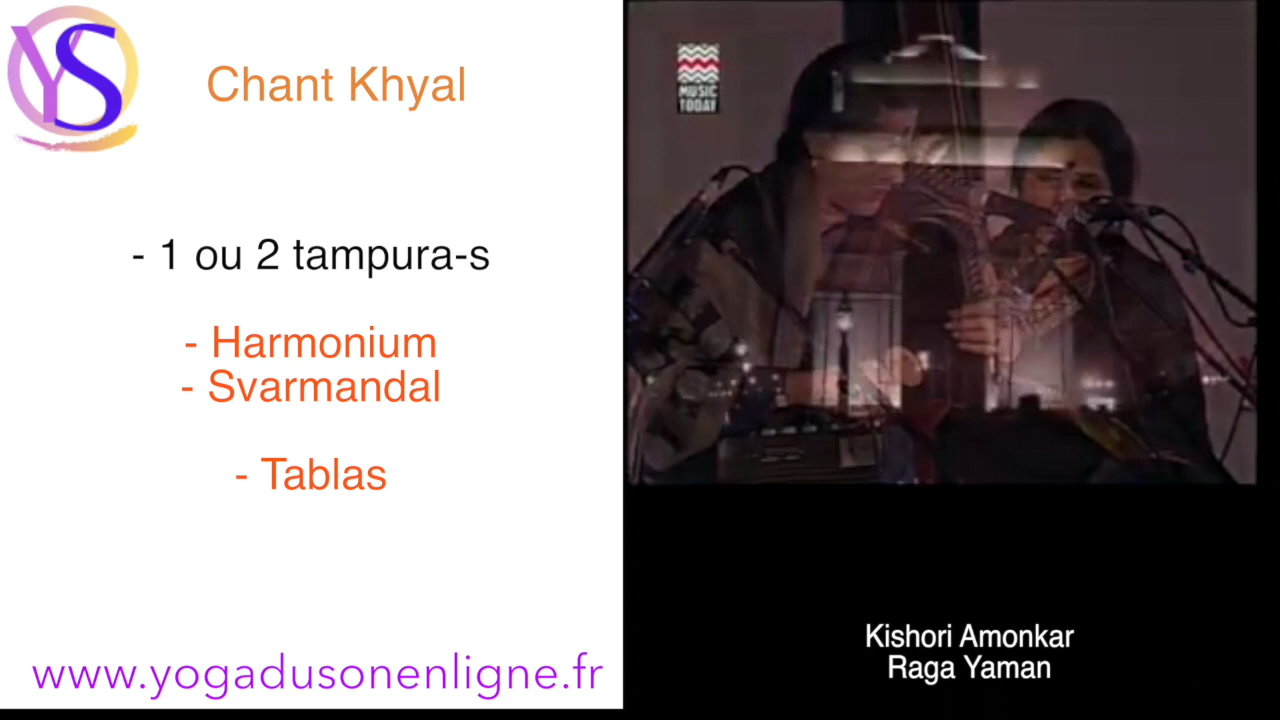 YS
Chant Khyal
- 1 ou 2 tampura-s
- Harmonium
- Svarmandal
- Tablas
www.yogadusonenligne.fr
MUSIC
TODAY
Kishori Amonkar
Raga Yaman